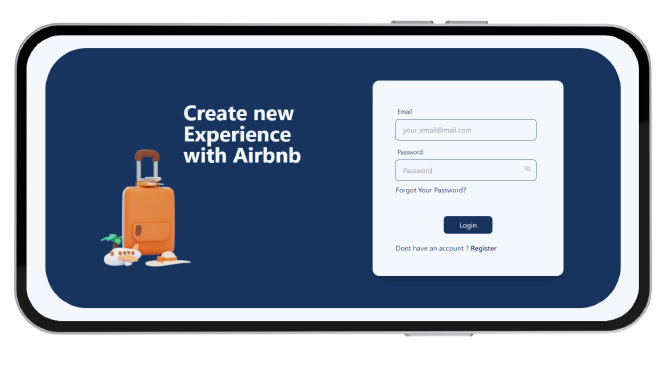 Create new
Experience
with Airbnb
Email
your_email@mail.com
Password
Password
Forgot Your Password?
Login
Dont have an account ? Register